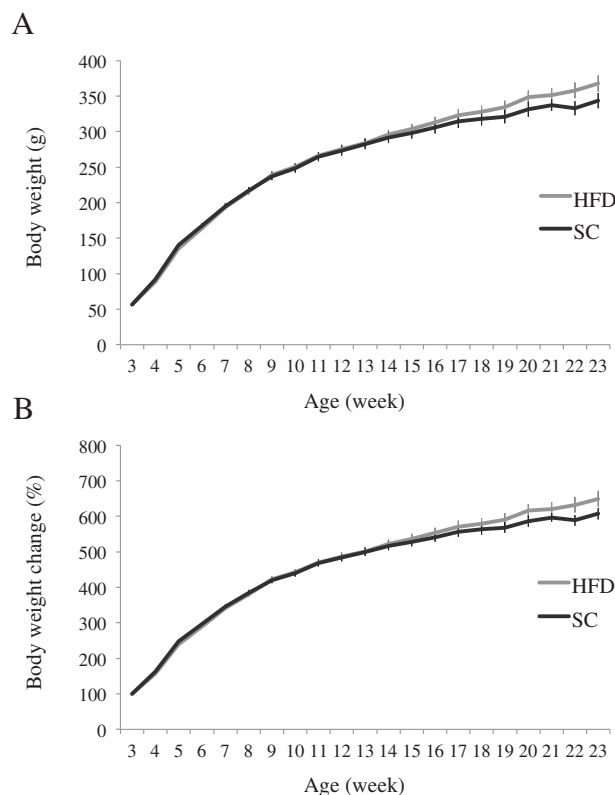 A
400
350
300
250
200
150
100
50
0
Body weight (g)
HFD
SC
3 4 5 6 7 8 9 10 11 12 13 14 15 16 17 18 19 20 21 22 23
Age (week)
B
800
700
600
500
400
300
200
100
0
Body weight change (%)
HFD
SC
3 4 5 6 7 8 9 10 11 12 13 14 15 16 17 18 19 20 21 22 23
Age (week)